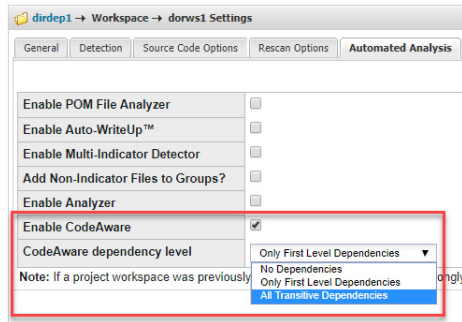 dirdep1 → Workspace → dorws1 Settings
General Detection Source Code Options Rescan Options Automated Analysis
Enable POM File Analyzer
Enable Auto-WriteUp™
Enable Multi-Indicator Detector
Add Non-Indicator Files to Groups?
Enable Analyzer
Enable CodeAware
CodeAware dependency level Only First Level Dependencies ▼
No Dependencies
Note: If a project workspace was previously
Only First Level Dependencies
All Transitive Dependencies